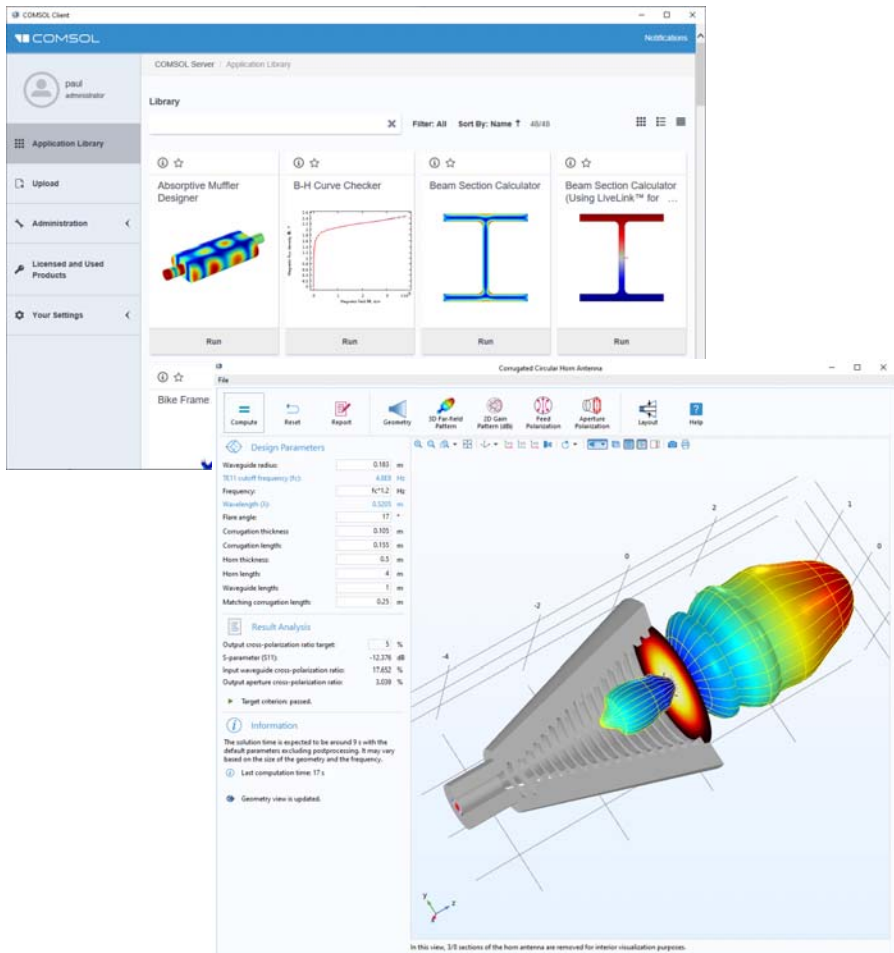 COMSOL Client
COMSOL
Notifications
paul
administrator
Application Library
Upload
Administration
Licensed and Used
Products
Your Settings
COMSOL Server / Application Library
Library
Filter: All Sort By: Name ↑ 48/48
Absorptive Muffler
Designer
B-H Curve Checker
Beam Section Calculator
Beam Section Calculator
(Using LiveLink™ for ...
Run
Run
Run
Run
Bike Frame
Corrugated Circular Horn Antenna
File
Compute
Reset
Report
Geometry
3D Far-Field
Pattern
2D Gain
Pattern (dB)
Feed
Polarization
Aperture
Polarization
Layout
Help
Design Parameters
Waveguide radius: 0.183 m
TE11 cutoff frequency (fc): Hz
Frequency: fc*1.2 Hz
Wavelength (λ): 0.5205 m
Flare angle: 17 °
Corrugation thickness 0.105 m
Corrugation length: 0.155 m
Horn thickness: 0.5 m
Horn length: 4 m
Waveguide length: 1 m
Matching corrugation length: 0.25 m
Result Analysis
Output cross-polarization ratio target: 5 %
S-parameter (S11): -12.376 dB
Input waveguide cross-polarization ratio: 17.652 %
Output aperture cross-polarization ratio: 3.039 %
Target criterion: passed.
Information
The solution time is expected to be around 9 s with the
default parameters excluding postprocessing. It may vary
based on the size of the geometry and the frequency.
Last computation time: 17 s
Geometry view is updated.
2
1
0
0
-2
-4
y
z
x
In this view, 3/8 sections of the horn antenna are removed for interior visualization purposes.